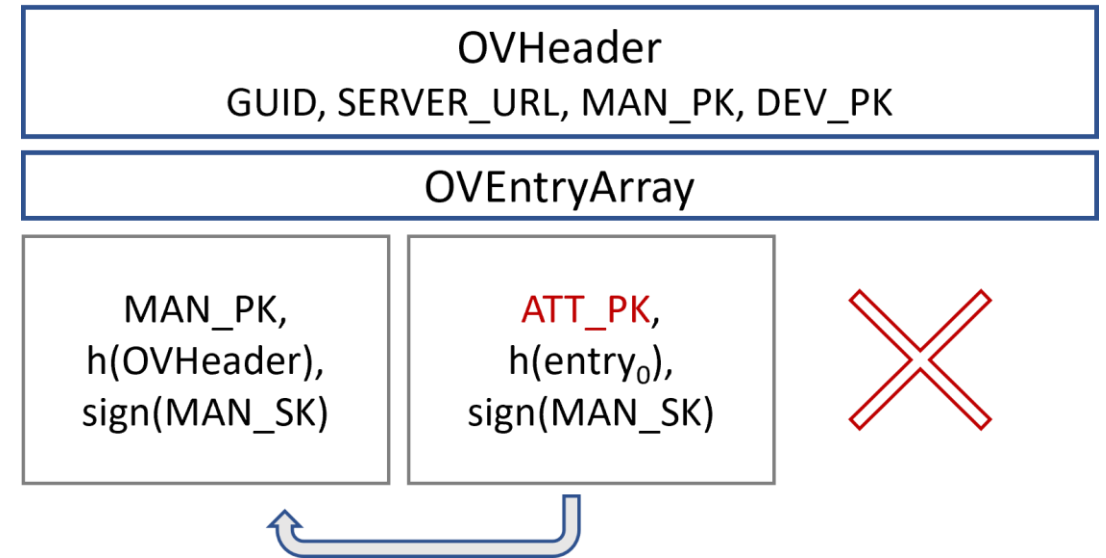 OVHeader
GUID, SERVER_URL, MAN_PK, DEV_PK
OVEntryArray
MAN_PK,
h(OVHeader),
sign(MAN_SK)
ATT_PK,
h(entry₀),
sign(MAN_SK)